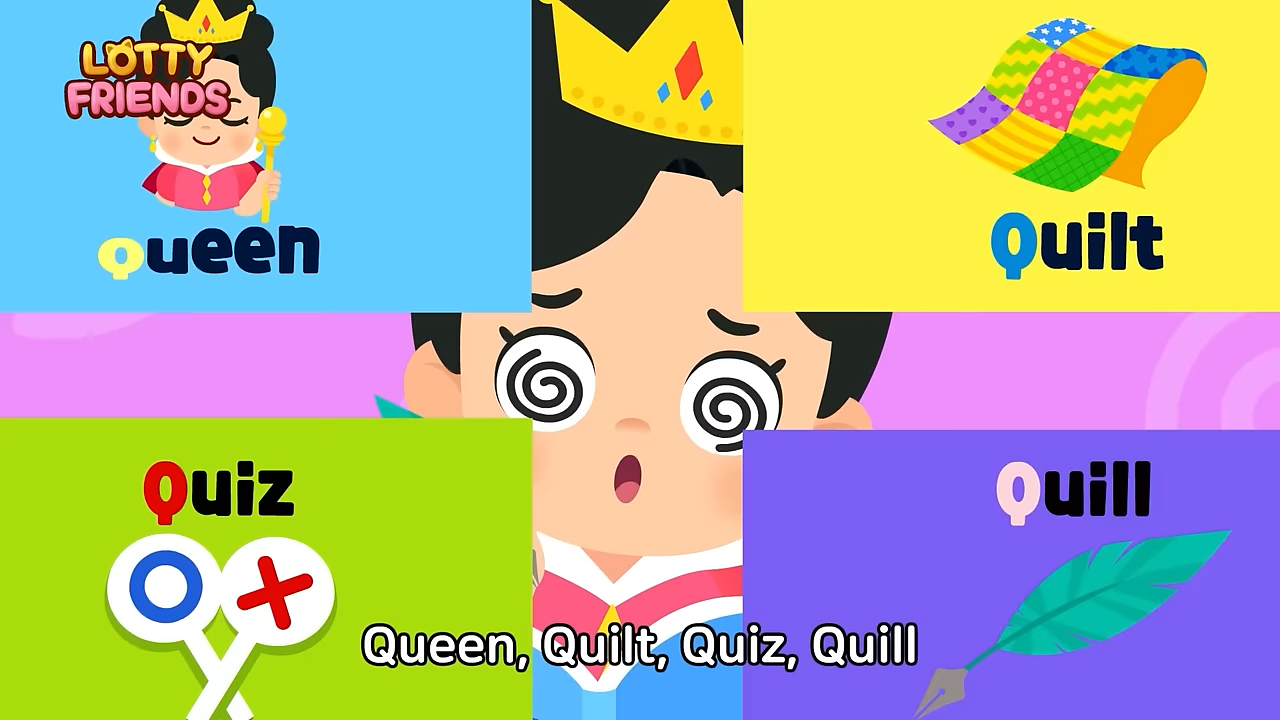 LOTTY
FRIENDS
Queen
Quilt
Quiz
Quill
Queen, Quilt, Quiz, Quill